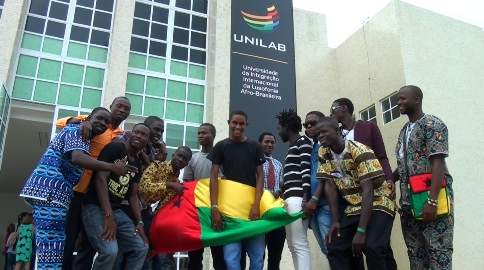 UNILAB
Universidade
da Integração
Internacional
da Lusofonia
Afro-Brasileira